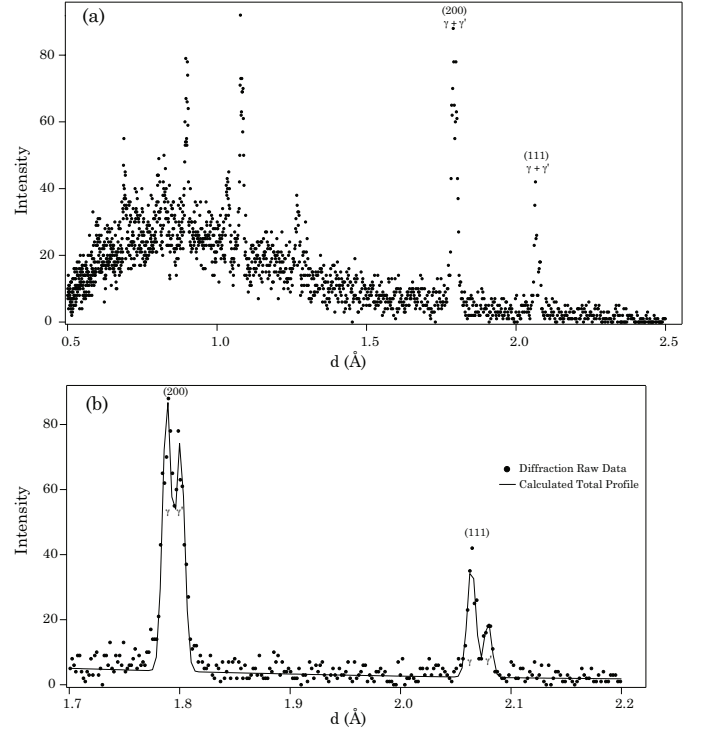 (a)
(200)
γ + γ'
(111)
γ + γ'
Intensity
80
60
40
20
0
0.5
1.0
1.5
2.0
2.5
d (Å)
(b)
(200)
Diffraction Raw Data
Calculated Total Profile
(111)
γ
γ'
γ
γ'
Intensity
80
60
40
20
0
1.7
1.8
1.9
2.0
2.1
2.2
d (Å)